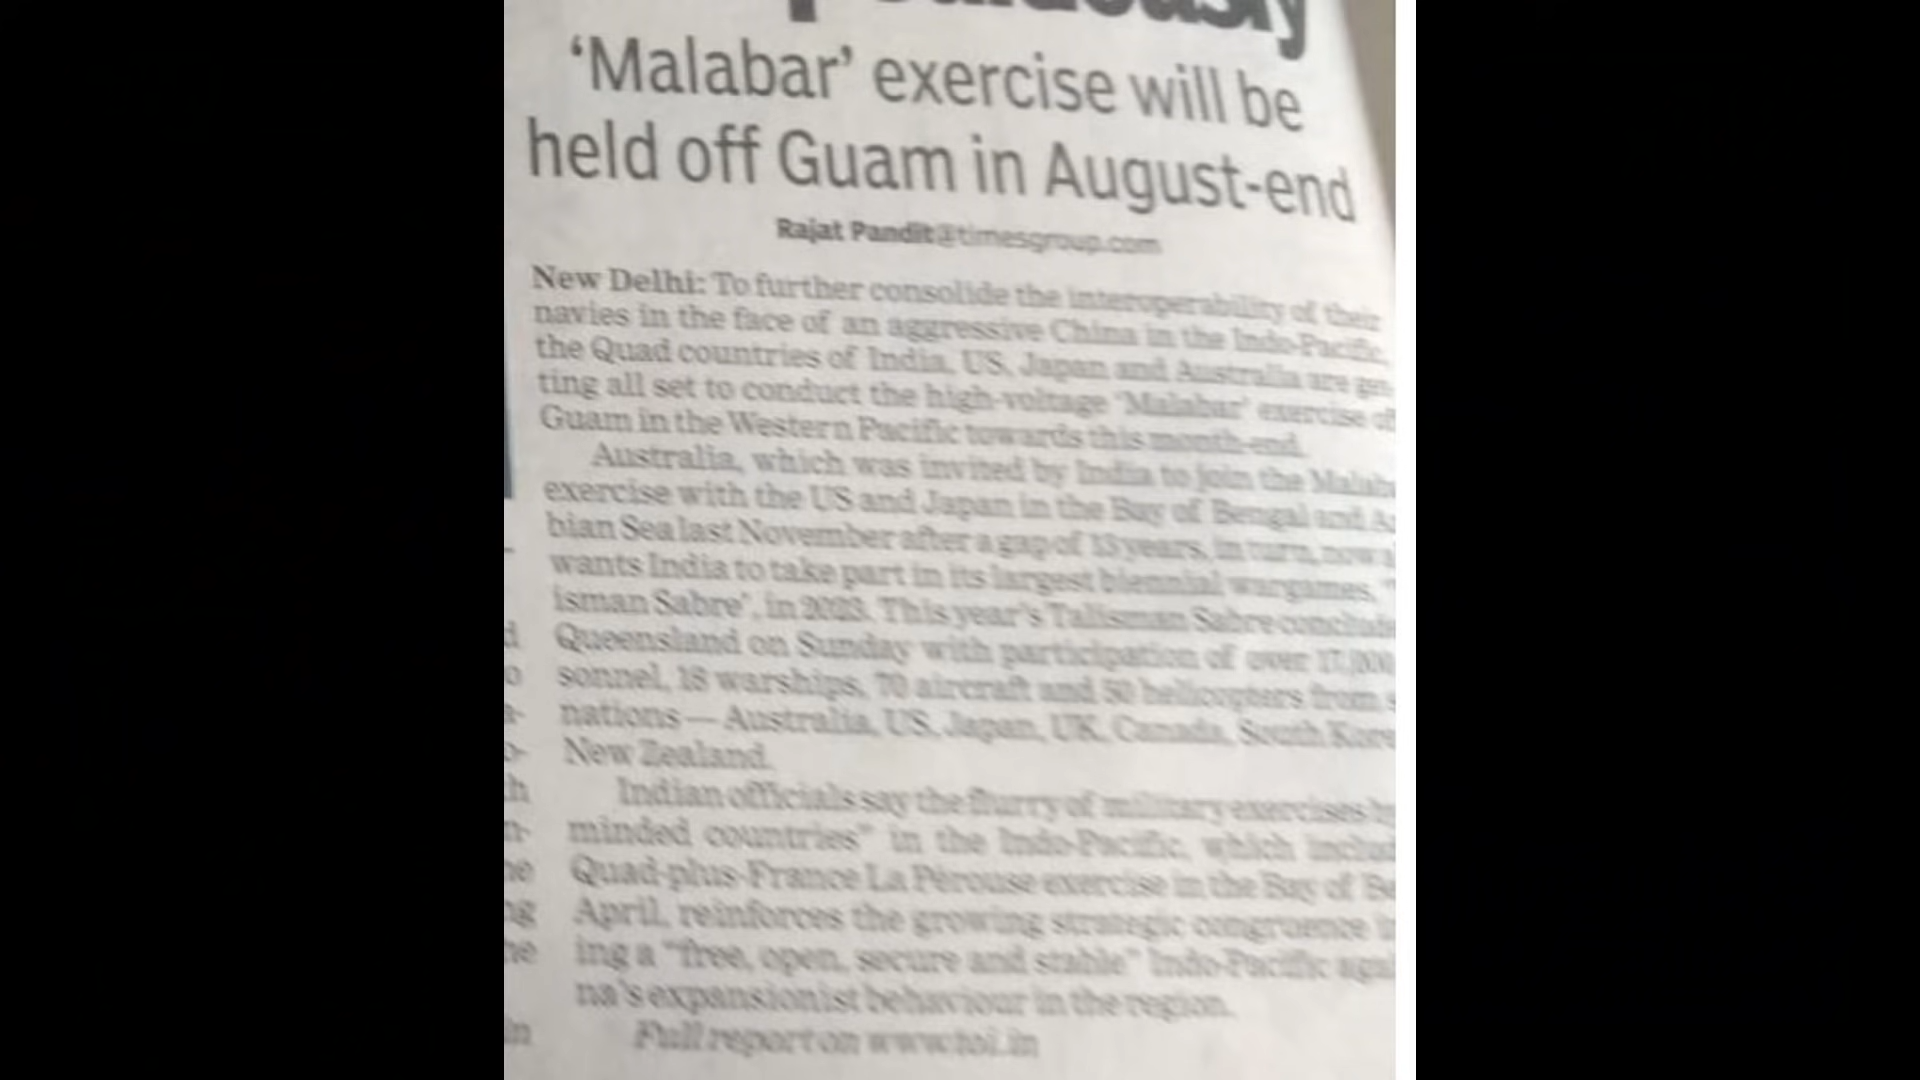 ‘Malabar’ exercise will be
held off Guam in August-end
Rajat Pandit@timesgroup.com
New Delhi: To further consolide the interoperability of their
navies in the face of an aggressive China in the Indo-Pacific,
the Quad countries of India, US, Japan and Australia are get-
ting all set to conduct the high-voltage ‘Malabar’ exercise of
Guam in the Western Pacific towards this month-end.
Australia, which was invited by India to join the Malab
exercise with the US and Japan in the Bay of Bengal and A
bian Sea last November after a gap of 13 years, in turn, now
wants India to take part in its largest biennial wargames,
isman Sabre’, in 2023. This year’s Talisman Sabre conclud
Queensland on Sunday with participation of over 17,000
sonnel, 18 warships, 70 aircraft and 50 helicopters from
nations — Australia, US, Japan, UK, Canada, South Kore
New Zealand.
Indian officials say the flurry of military exercises
minded countries” in the Indo-Pacific, which includ
Quad-plus-France La Perouse exercise in the Bay of Be
April, reinforces the growing strategic congruence
ing a “free, open, secure and stable” Indo-Pacific agai
na’s expansionist behaviour in the region.
Full report on www.toi.in